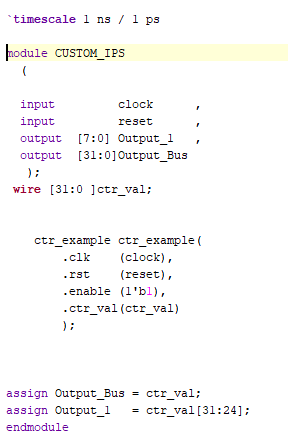 `timescale 1 ns / 1 ps
module CUSTOM_IPS
(
input clock ,
input reset ,
output [7:0] Output_1 ,
output [31:0]Output_Bus
);
wire [31:0 ]ctr_val;
ctr_example ctr_example(
.clk (clock),
.rst (reset),
.enable (1'b1),
.ctr_val(ctr_val)
);
assign Output_Bus = ctr_val;
assign Output_1 = ctr_val[31:24];
endmodule